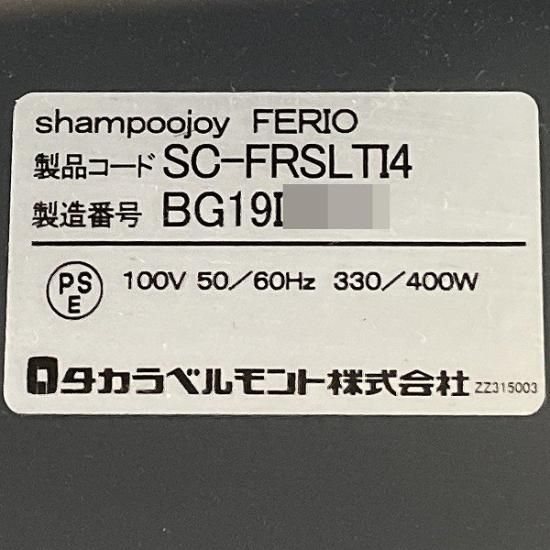 shampoojoy FERIO
製品コード SC-FRSLTI4
製造番号 BG19I
PSE 100V 50/60Hz 330/400W
タカラベルモント株式会社 ZZ315003